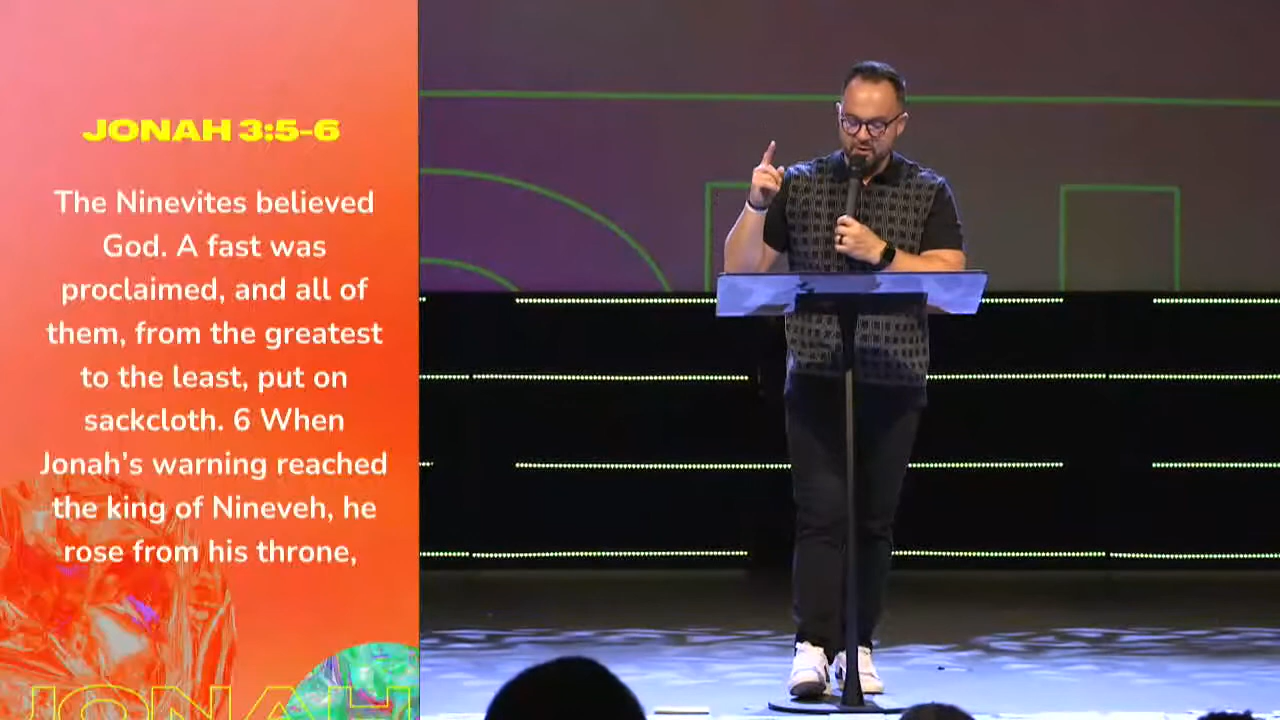 JONAH 3:5-6
The Ninevites believed
God. A fast was
proclaimed, and all of
them, from the greatest
to the least, put on
sackcloth. 6 When
Jonah's warning reached
the king of Nineveh, he
rose from his throne,
JONAH